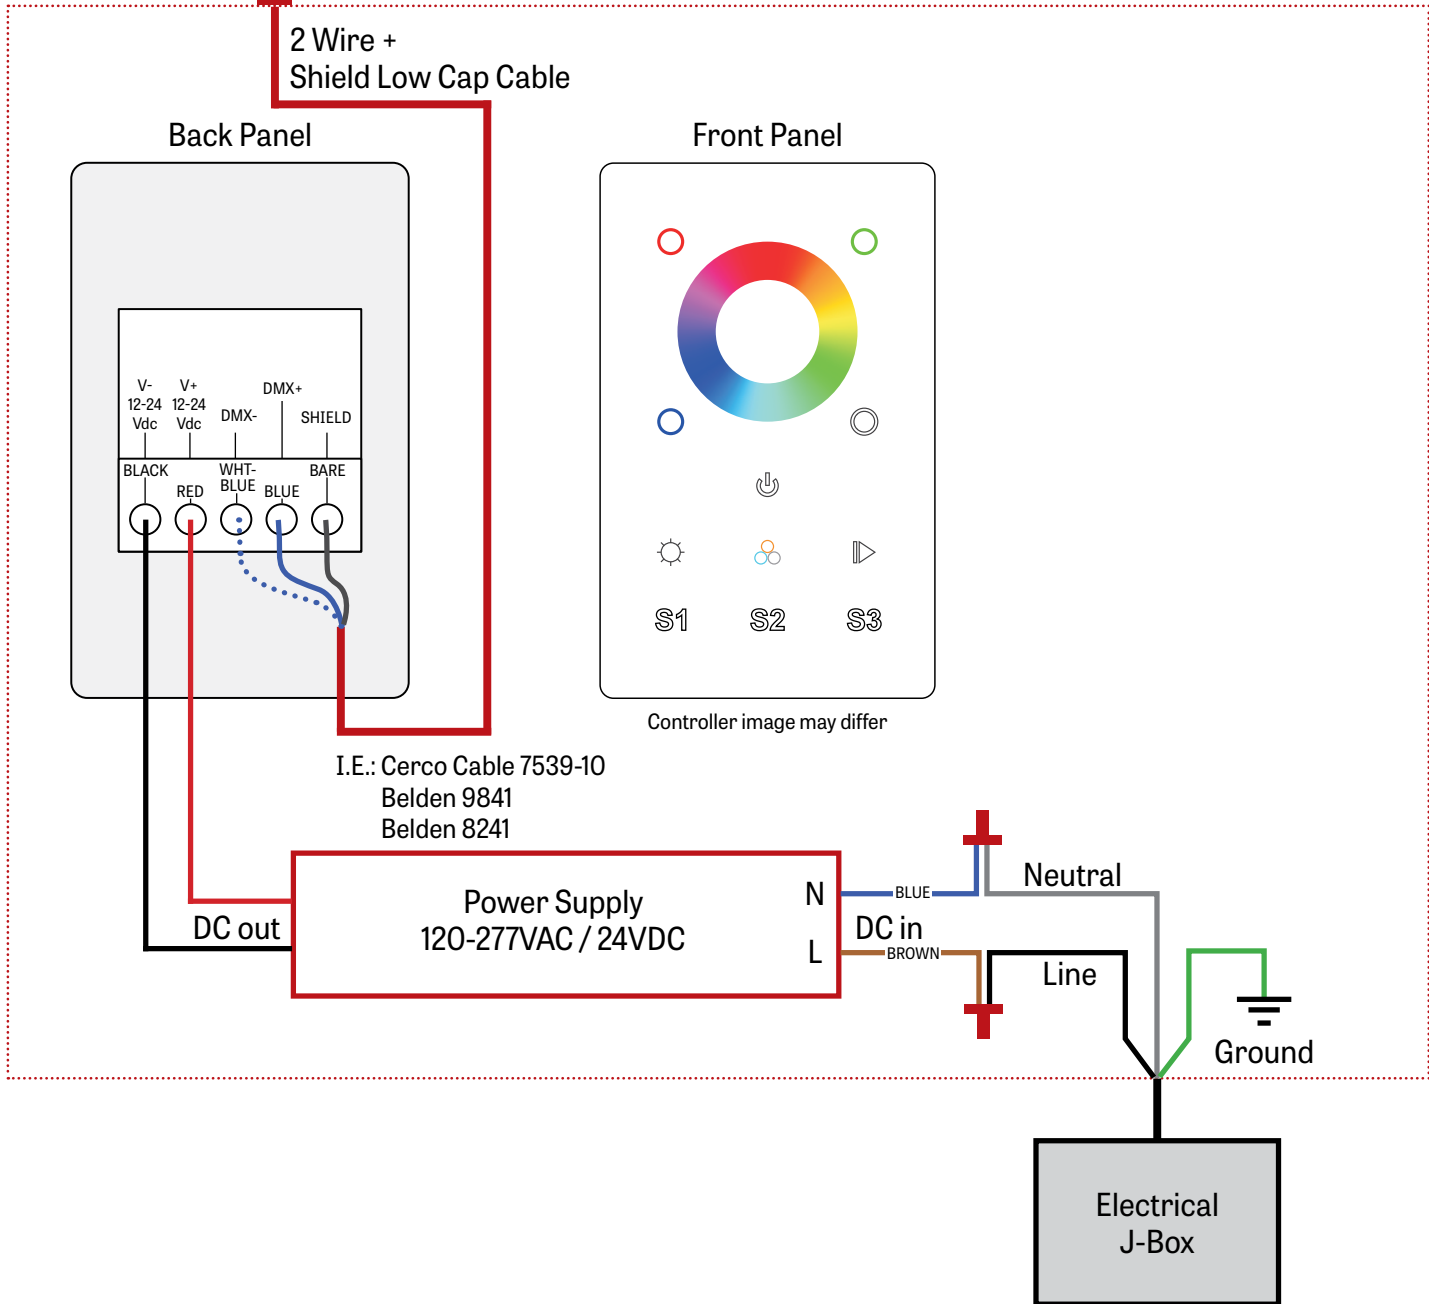 2 Wire +
Shield Low Cap Cable
Back Panel
Front Panel
V-
12-24
Vdc
V+
12-24
Vdc
DMX-
DMX+
SHIELD
BLACK
RED
WHT-
BLUE
BLUE
BARE
S1
S2
S3
Controller image may differ
I.E.: Cerco Cable 7539-10
Belden 9841
Belden 8241
DC out
Power Supply
120-277VAC / 24VDC
N
L
DC in
BLUE
BROWN
Neutral
Line
Ground
Electrical
J-Box